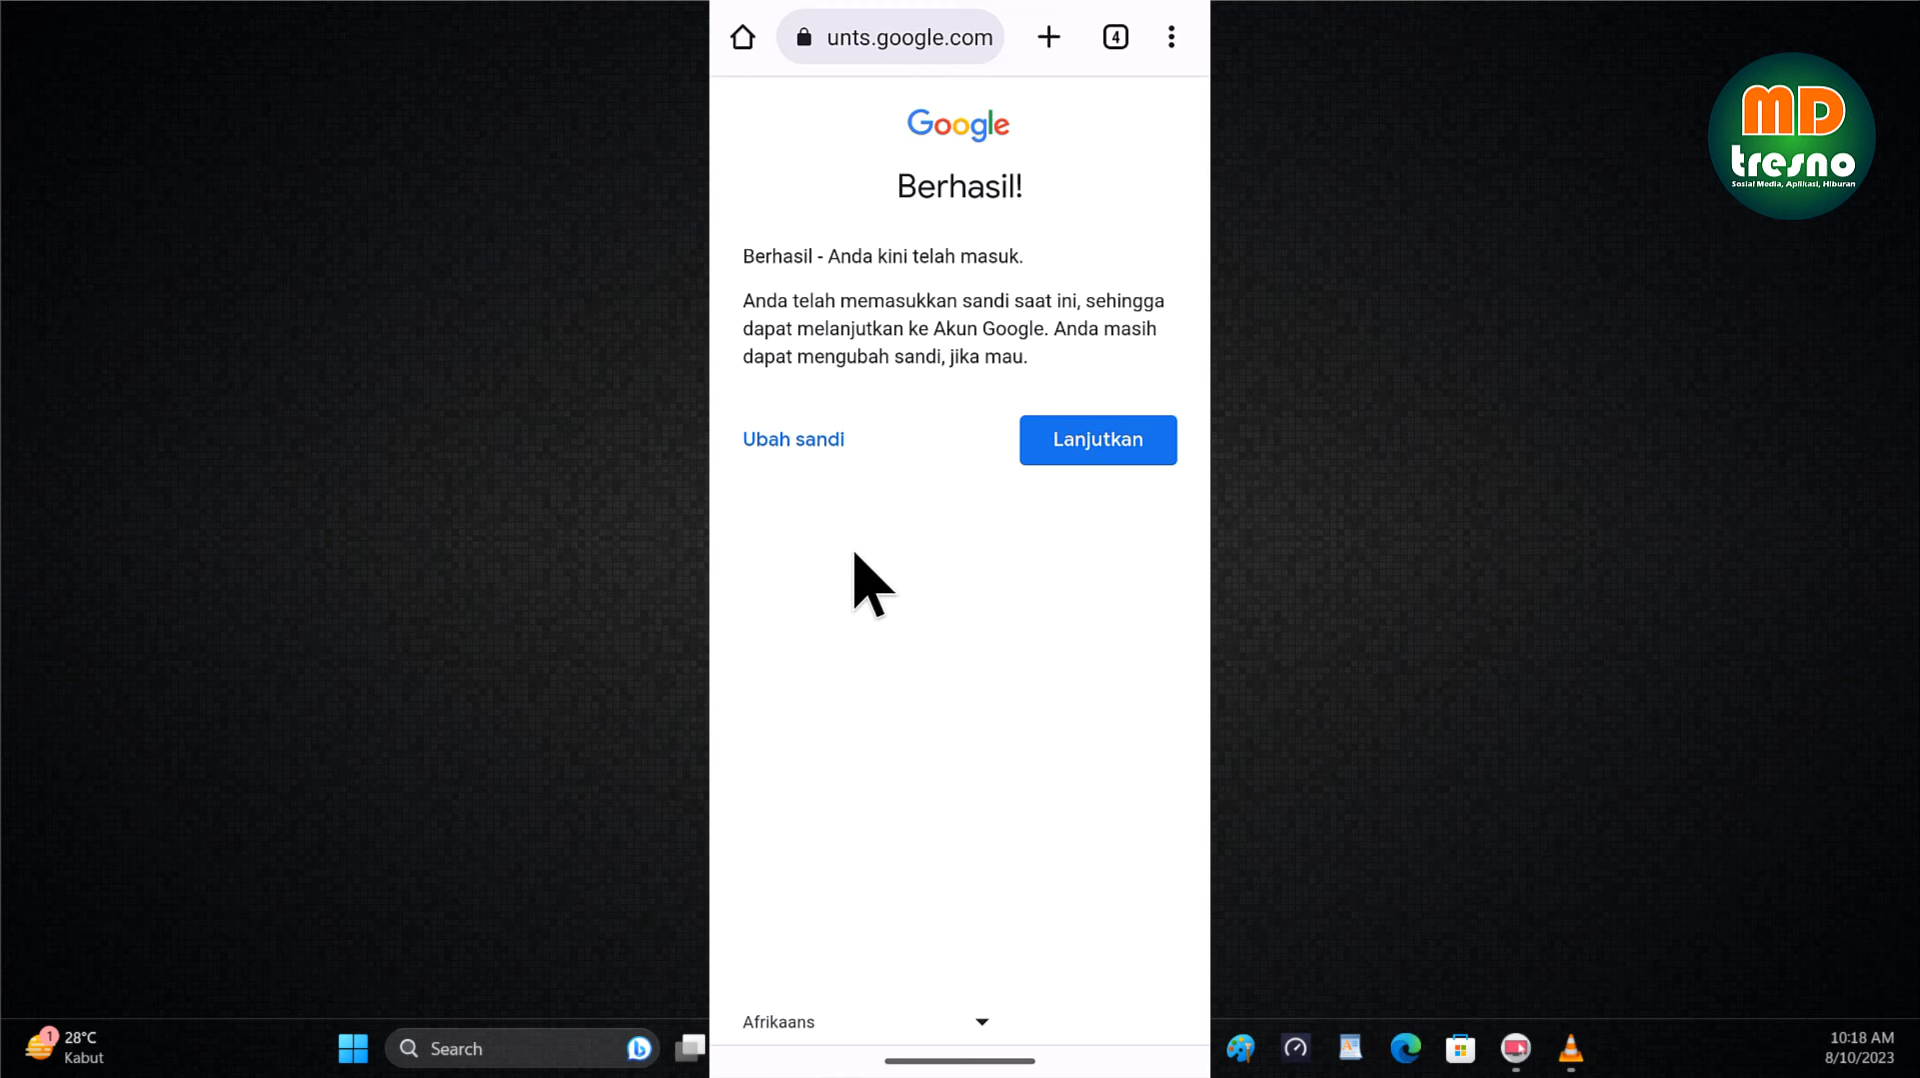 unts.google.com
4
Google
Berhasil!
Berhasil - Anda kini telah masuk.
Anda telah memasukkan sandi saat ini, sehingga
dapat melanjutkan ke Akun Google. Anda masih
dapat mengubah sandi, jika mau.
Ubah sandi
Lanjutkan
Afrikaans
MD
tresno
Sosial Media, Aplikasi, Hiburan
1
28°C
Kabut
Search
10:18 AM
8/10/2023